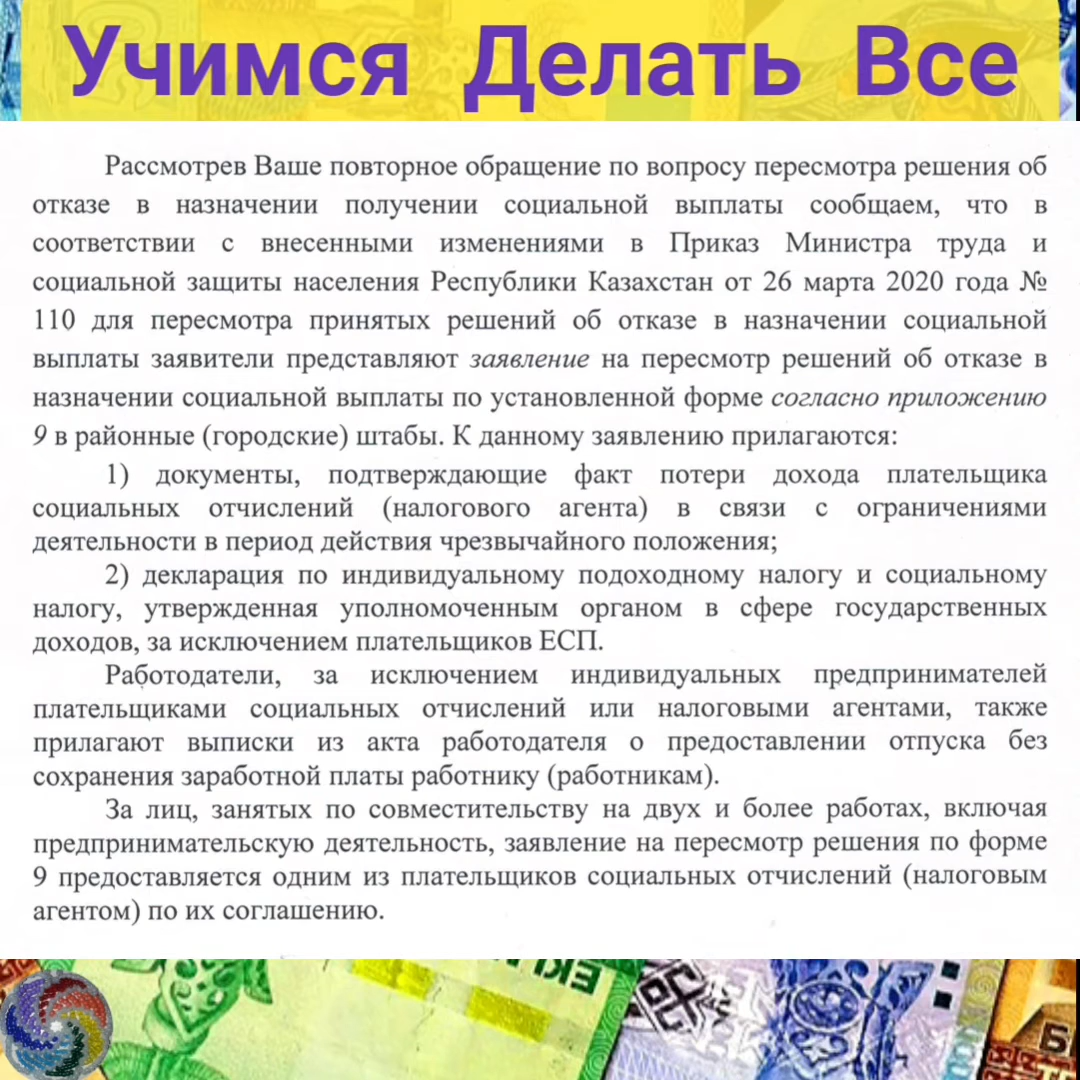 Учимся Делать Все
Рассмотрев Ваше повторное обращение по вопросу пересмотра решения об
отказе в назначении получении социальной выплаты сообщаем, что в
соответствии с внесенными изменениями в Приказ Министра труда и
социальной защиты населения Республики Казахстан от 26 марта 2020 года №
110 для пересмотра принятых решений об отказе в назначении социальной
выплаты заявители представляют заявление на пересмотр решений об отказе в
назначении социальной выплаты по установленной форме согласно приложению
9 в районные (городские) штабы. К данному заявлению прилагаются:
1) документы, подтверждающие факт потери дохода плательщика
социальных отчислений (налогового агента) в связи с ограничениями
деятельности в период действия чрезвычайного положения;
2) декларация по индивидуальному подоходному налогу и социальному
налогу, утвержденная уполномоченным органом в сфере государственных
доходов, за исключением плательщиков ЕСП.
Работодатели, за исключением индивидуальных предпринимателей
плательщиками социальных отчислений или налоговыми агентами, также
прилагают выписки из акта работодателя о предоставлении отпуска без
сохранения заработной платы работнику (работникам).
За лиц, занятых по совместительству на двух и более работах, включая
предпринимательскую деятельность, заявление на пересмотр решения по форме
9 предоставляется одним из плательщиков социальных отчислений (налоговым
агентом) по их соглашению.